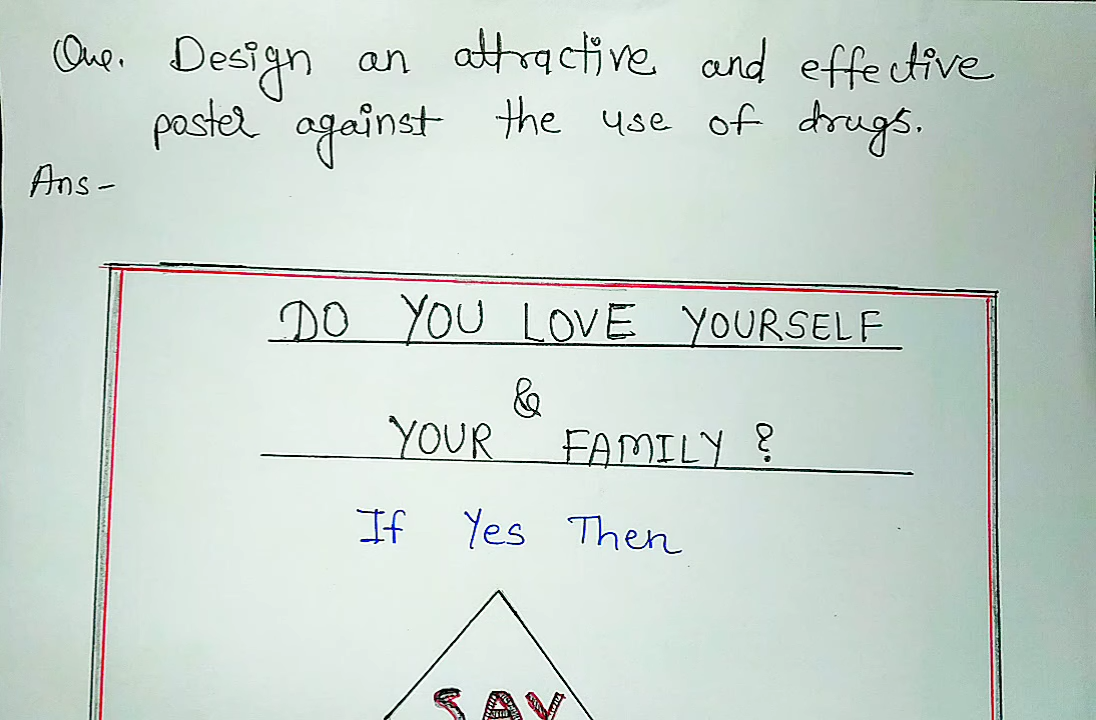 Que. Design an attractive and effective
poster against the use of drugs.
Ans-
DO YOU LOVE YOURSELF
&
YOUR FAMILY ?
If Yes Then
SAY